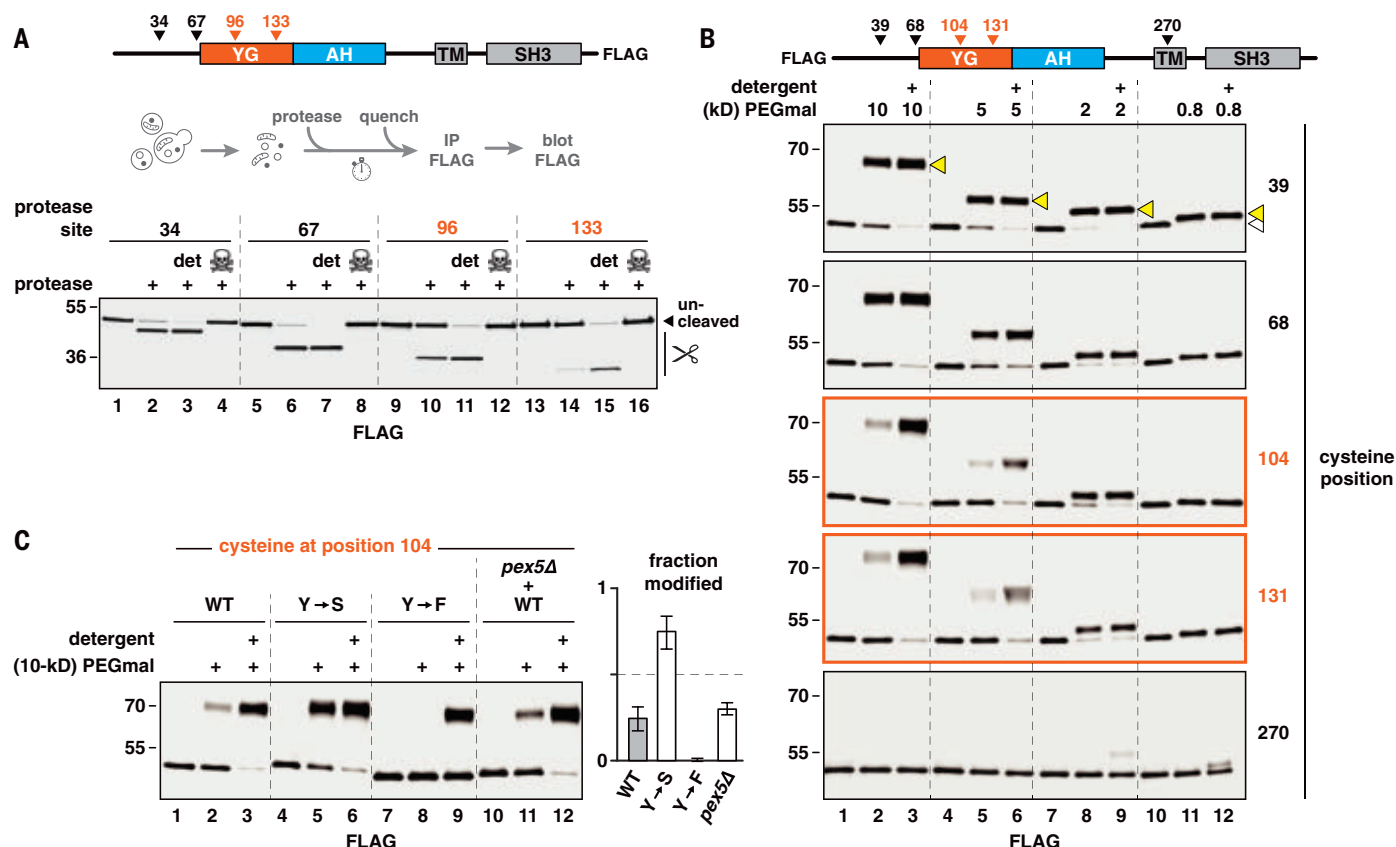 A
34 67 96 133
YG AH TM SH3 FLAG
protease quench
IP FLAG
blot FLAG
protease site
34 67 96 133
det det det det
protease + + + + + + + + + + + +
55
36
un-cleaved
1 2 3 4 5 6 7 8 9 10 11 12 13 14 15 16
FLAG
B
39 68 104 131 270
FLAG YG AH TM SH3
detergent + + + +
(kD) PEGmal 10 10 5 5 2 2 0.8 0.8
70
55
39
70
55
68
70
55
104
70
55
131
70
55
270
cysteine position
1 2 3 4 5 6 7 8 9 10 11 12
FLAG
C
cysteine at position 104
WT Y→S Y→F pex5Δ + WT
detergent + + + +
(10-kD) PEGmal + + + + + + + +
70
55
1 2 3 4 5 6 7 8 9 10 11 12
FLAG
fraction modified
1
0
WT Y→S Y→F pex5Δ